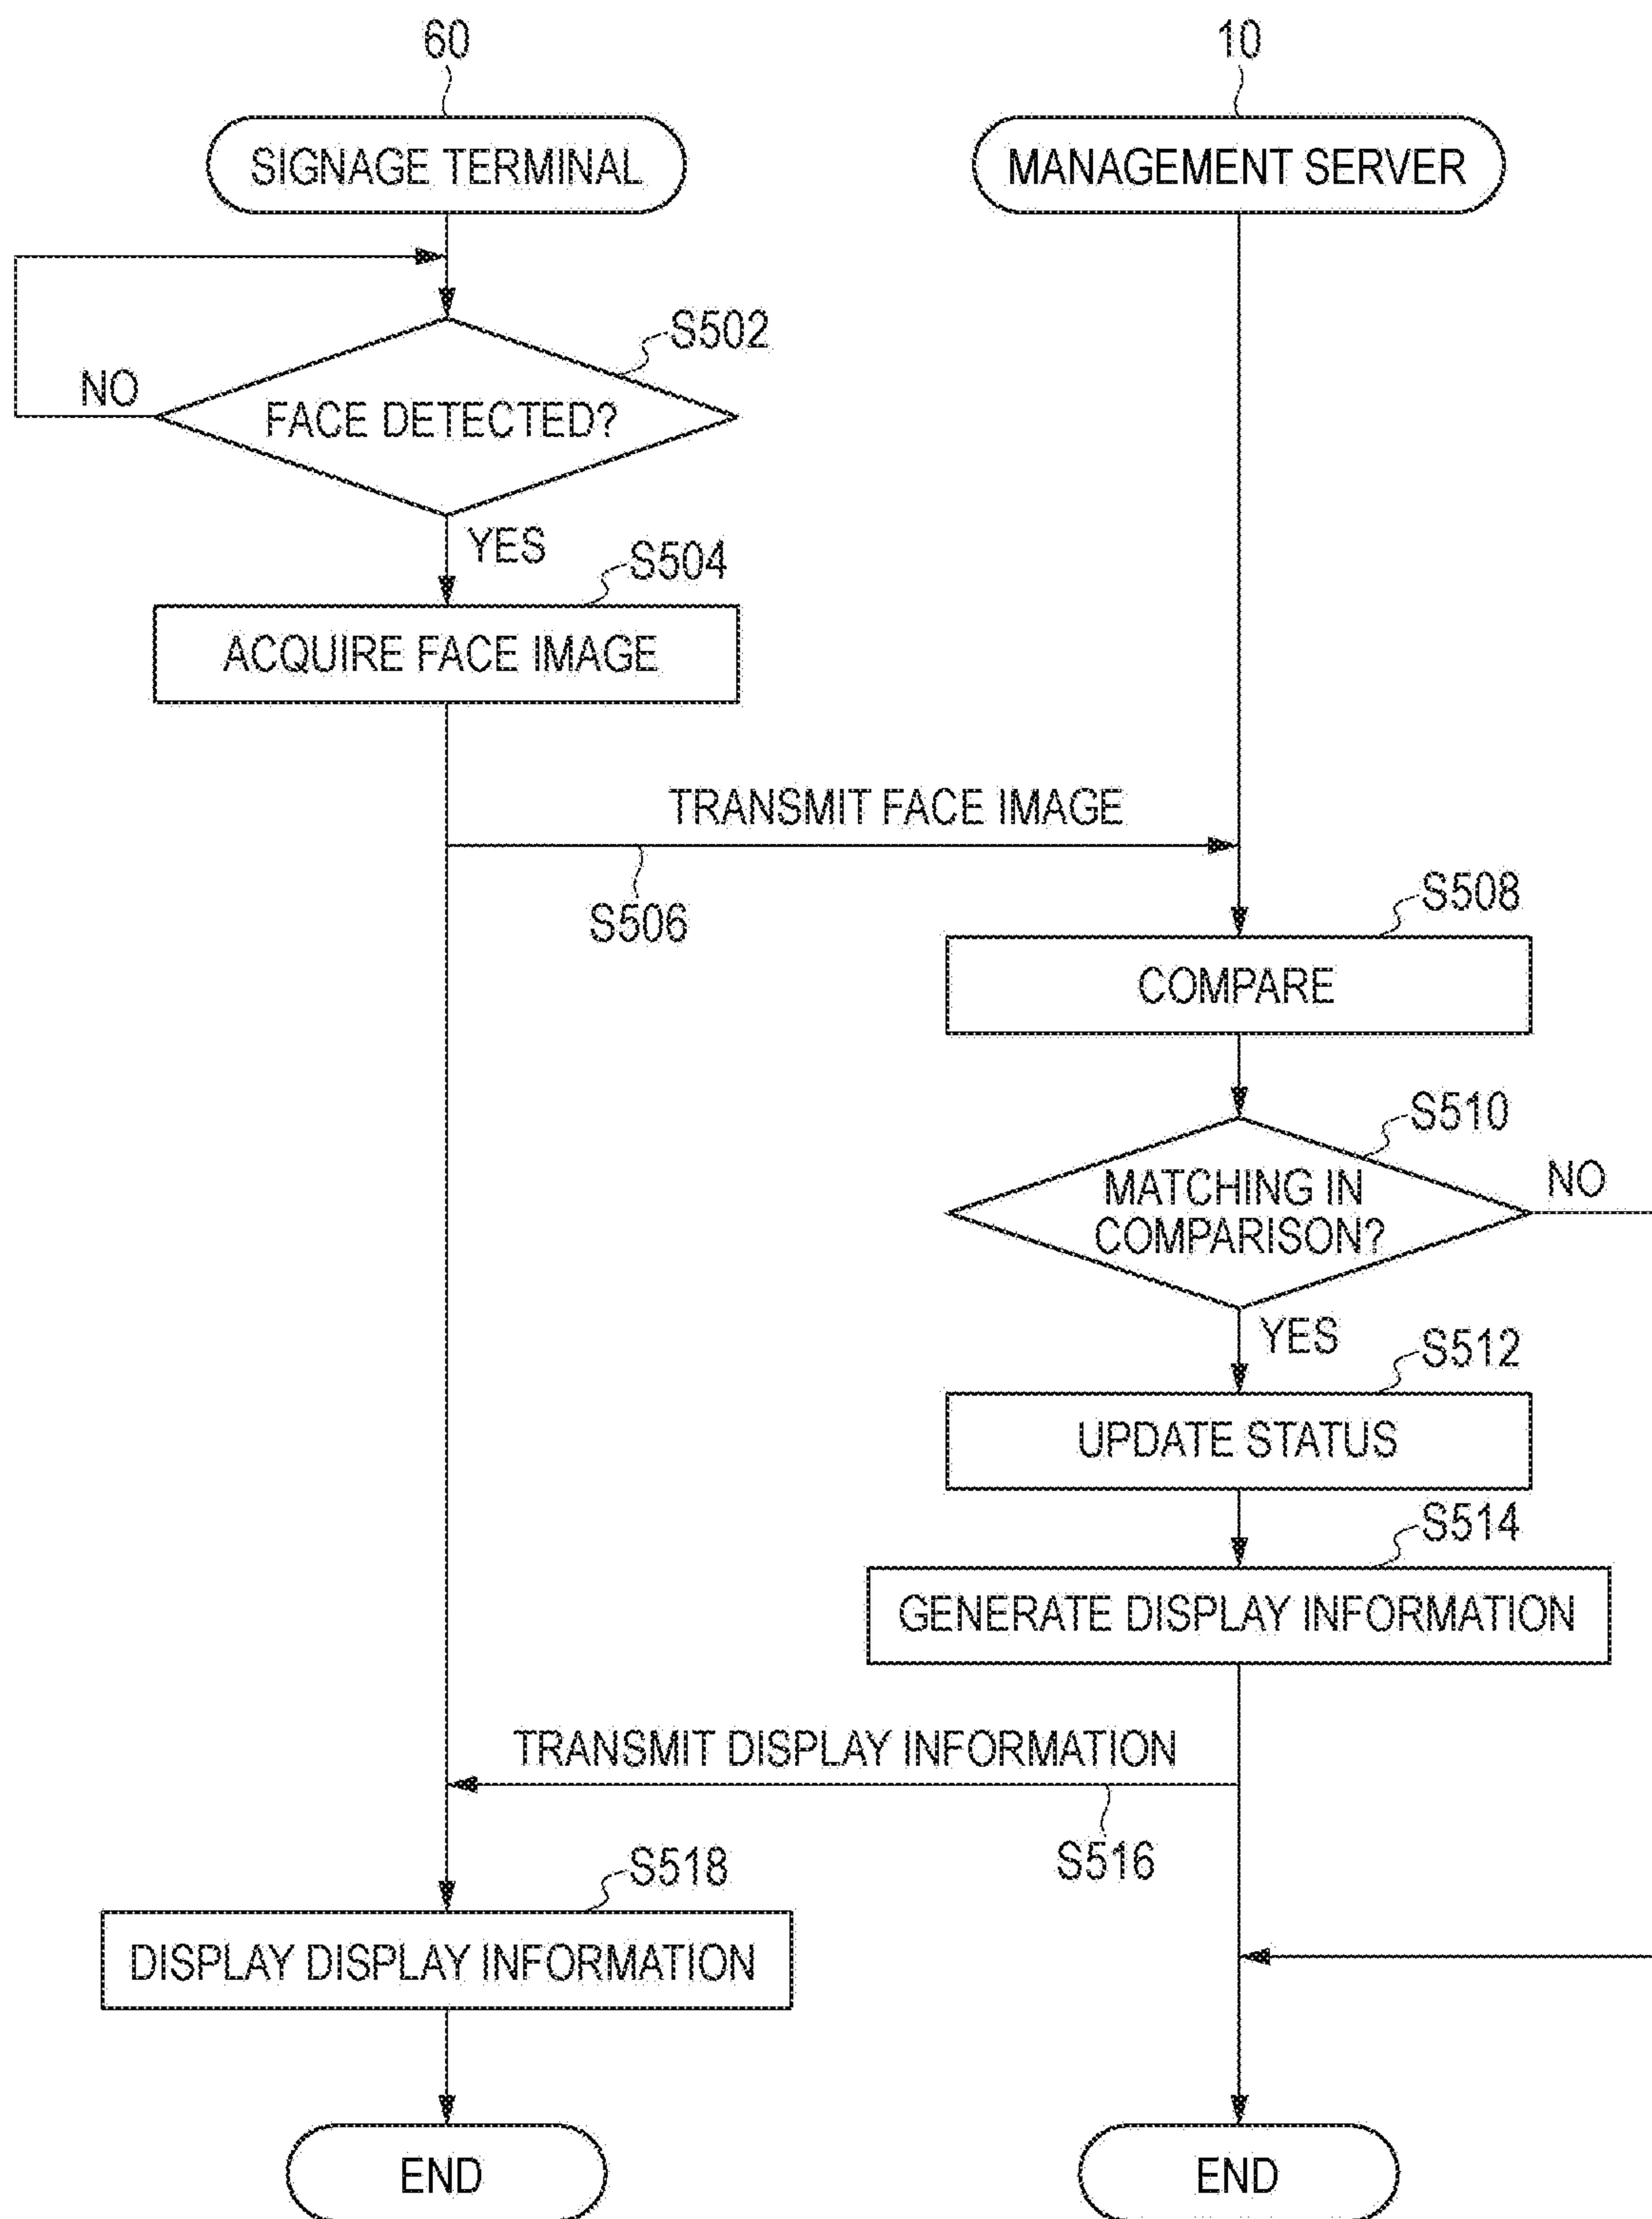 60
10
SIGNAGE TERMINAL
MANAGEMENT SERVER
S502
NO
FACE DETECTED?
YES
S504
ACQUIRE FACE IMAGE
TRANSMIT FACE IMAGE
S506
S508
COMPARE
S510
NO
MATCHING IN
COMPARISON?
YES
S512
UPDATE STATUS
S514
GENERATE DISPLAY INFORMATION
TRANSMIT DISPLAY INFORMATION
S516
S518
DISPLAY DISPLAY INFORMATION
END
END